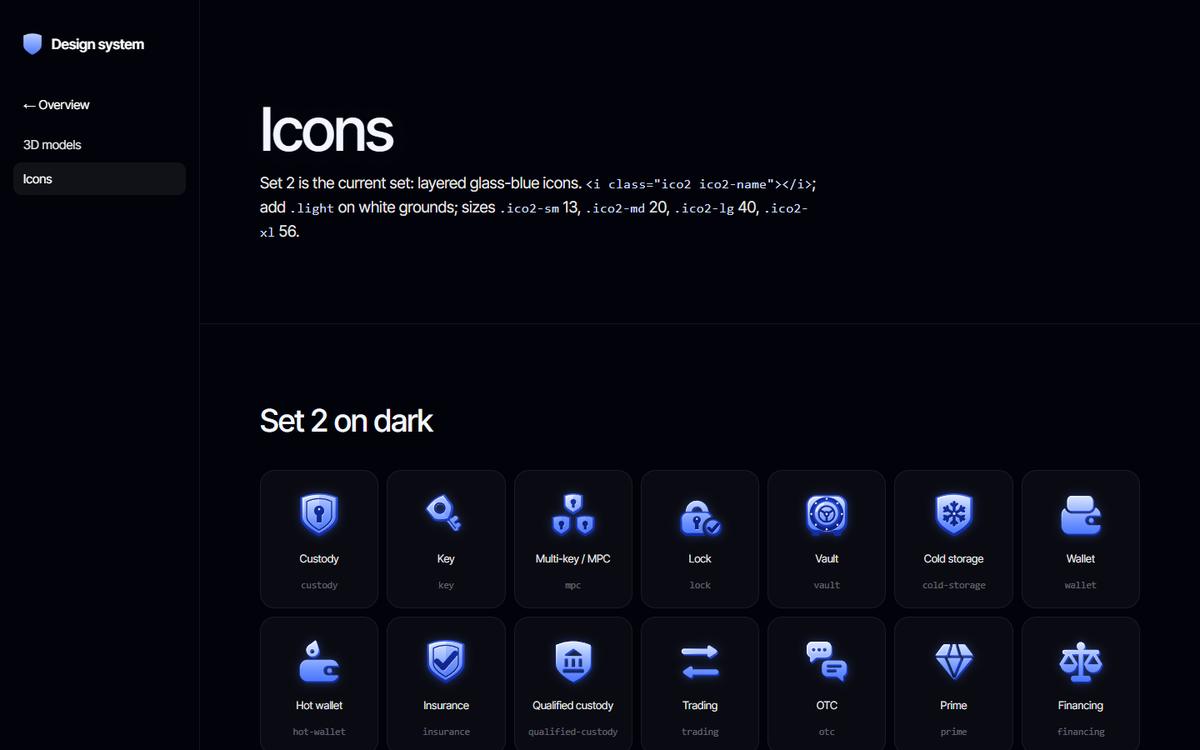 Design system
← Overview
3D models
Icons
Icons
Set 2 is the current set: layered glass-blue icons. <i class="ico2 ico2-name"></i>;
add .light on white grounds; sizes .ico2-sm 13, .ico2-md 20, .ico2-lg 40, .ico2-
xl 56.
Set 2 on dark
Custody
custody
Key
key
Multi-key / MPC
mpc
Lock
lock
Vault
vault
Cold storage
cold-storage
Wallet
wallet
Hot wallet
hot-wallet
Insurance
insurance
Qualified custody
qualified-custody
Trading
trading
OTC
otc
Prime
prime
Financing
financing